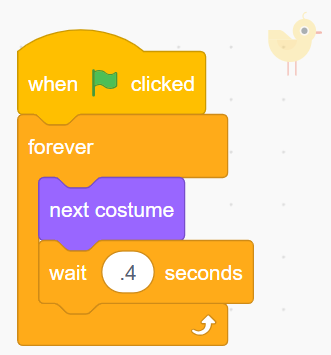 when clicked
forever
next costume
wait .4 seconds